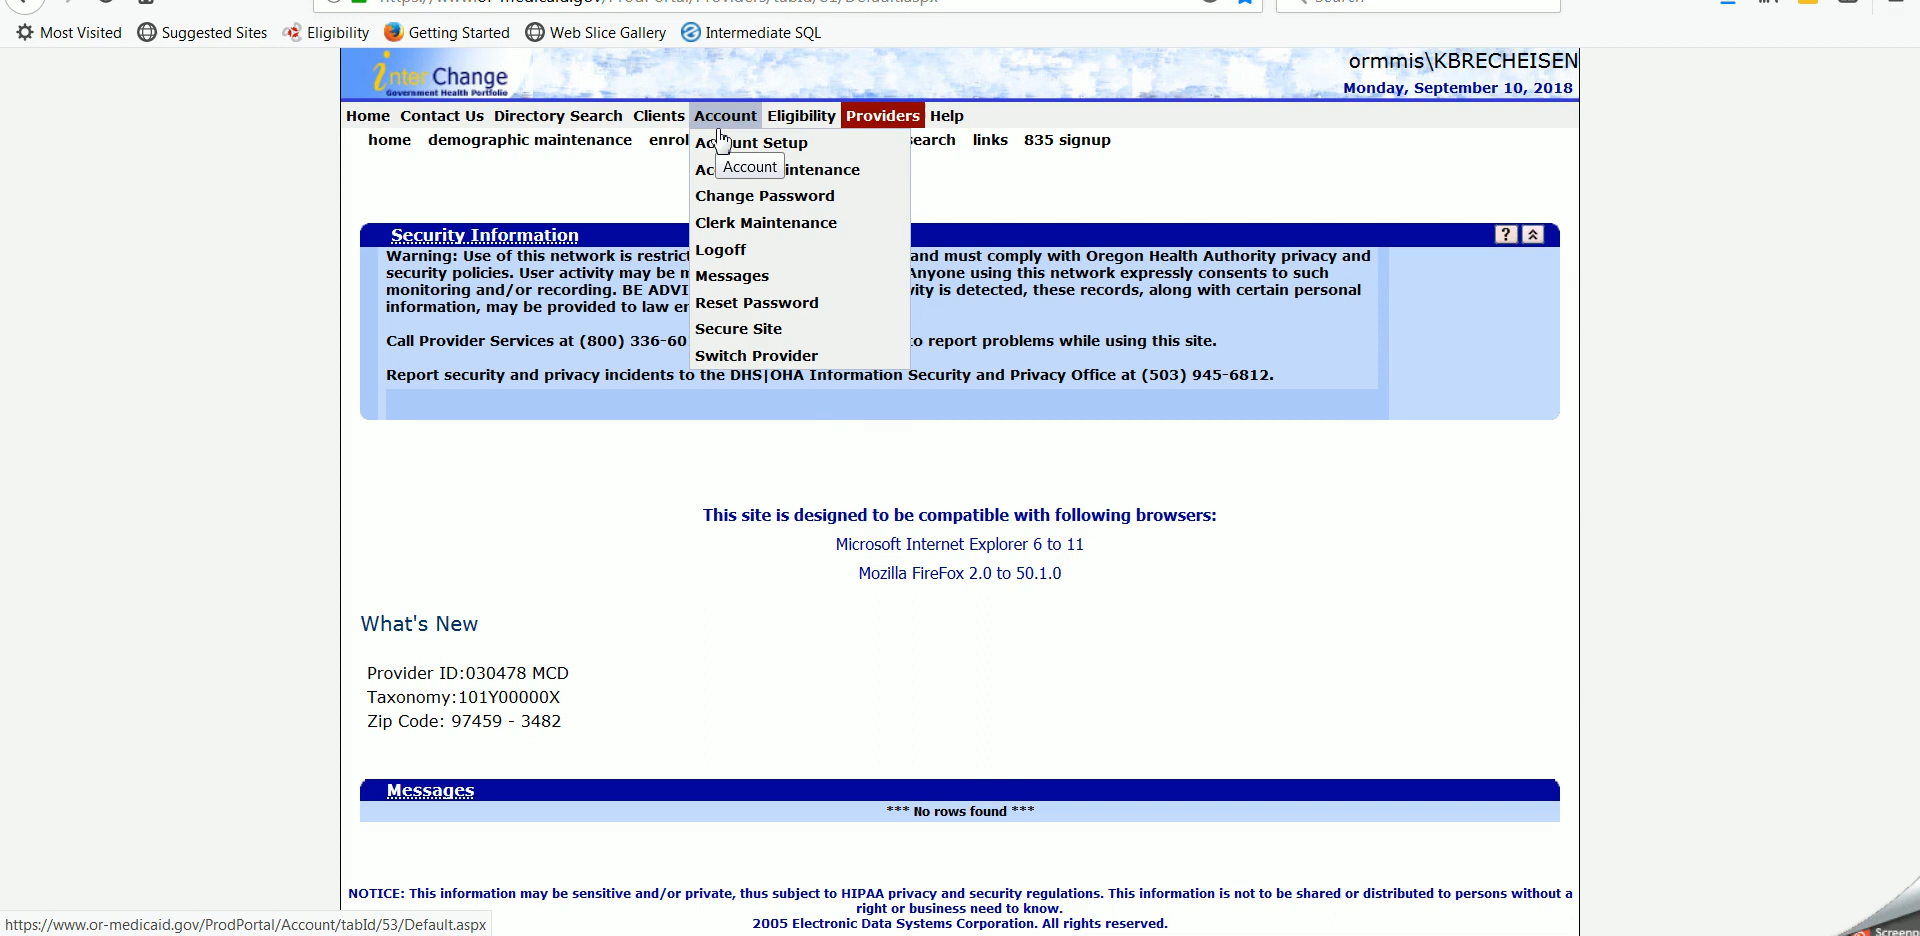 Most Visited Suggested Sites Eligibility Getting Started Web Slice Gallery Intermediate SQL
inter Change
Government Health Portfolio
ormmis\KBRECHEISEN
Monday, September 10, 2018
Home Contact Us Directory Search Clients Account Eligibility Providers Help
home demographic maintenance enrol earch links 835 signup
Account Setup
Ac intenance
Account
Change Password
Clerk Maintenance
Logoff
Messages
Reset Password
Secure Site
Switch Provider
Security Information ?
Warning: Use of this network is restric and must comply with Oregon Health Authority privacy and
security policies. User activity may be Anyone using this network expressly consents to such
monitoring and/or recording. BE ADVI ity is detected, these records, along with certain personal
information, may be provided to law
Call Provider Services at (800) 336-60 o report problems while using this site.
Report security and privacy incidents to the DHS|OHA Information Security and Privacy Office at (503) 945-6812.
This site is designed to be compatible with following browsers:
Microsoft Internet Explorer 6 to 11
Mozilla FireFox 2.0 to 50.1.0
What's New
Provider ID:030478 MCD
Taxonomy:101Y00000X
Zip Code: 97459 - 3482
Messages
*** No rows found ***
NOTICE: This information may be sensitive and/or private, thus subject to HIPAA privacy and security regulations. This information is not to be shared or distributed to persons without a
right or business need to know.
2005 Electronic Data Systems Corporation. All rights reserved.
https://www.or-medicaid.gov/ProdPortal/Account/tabId/53/Default.aspx